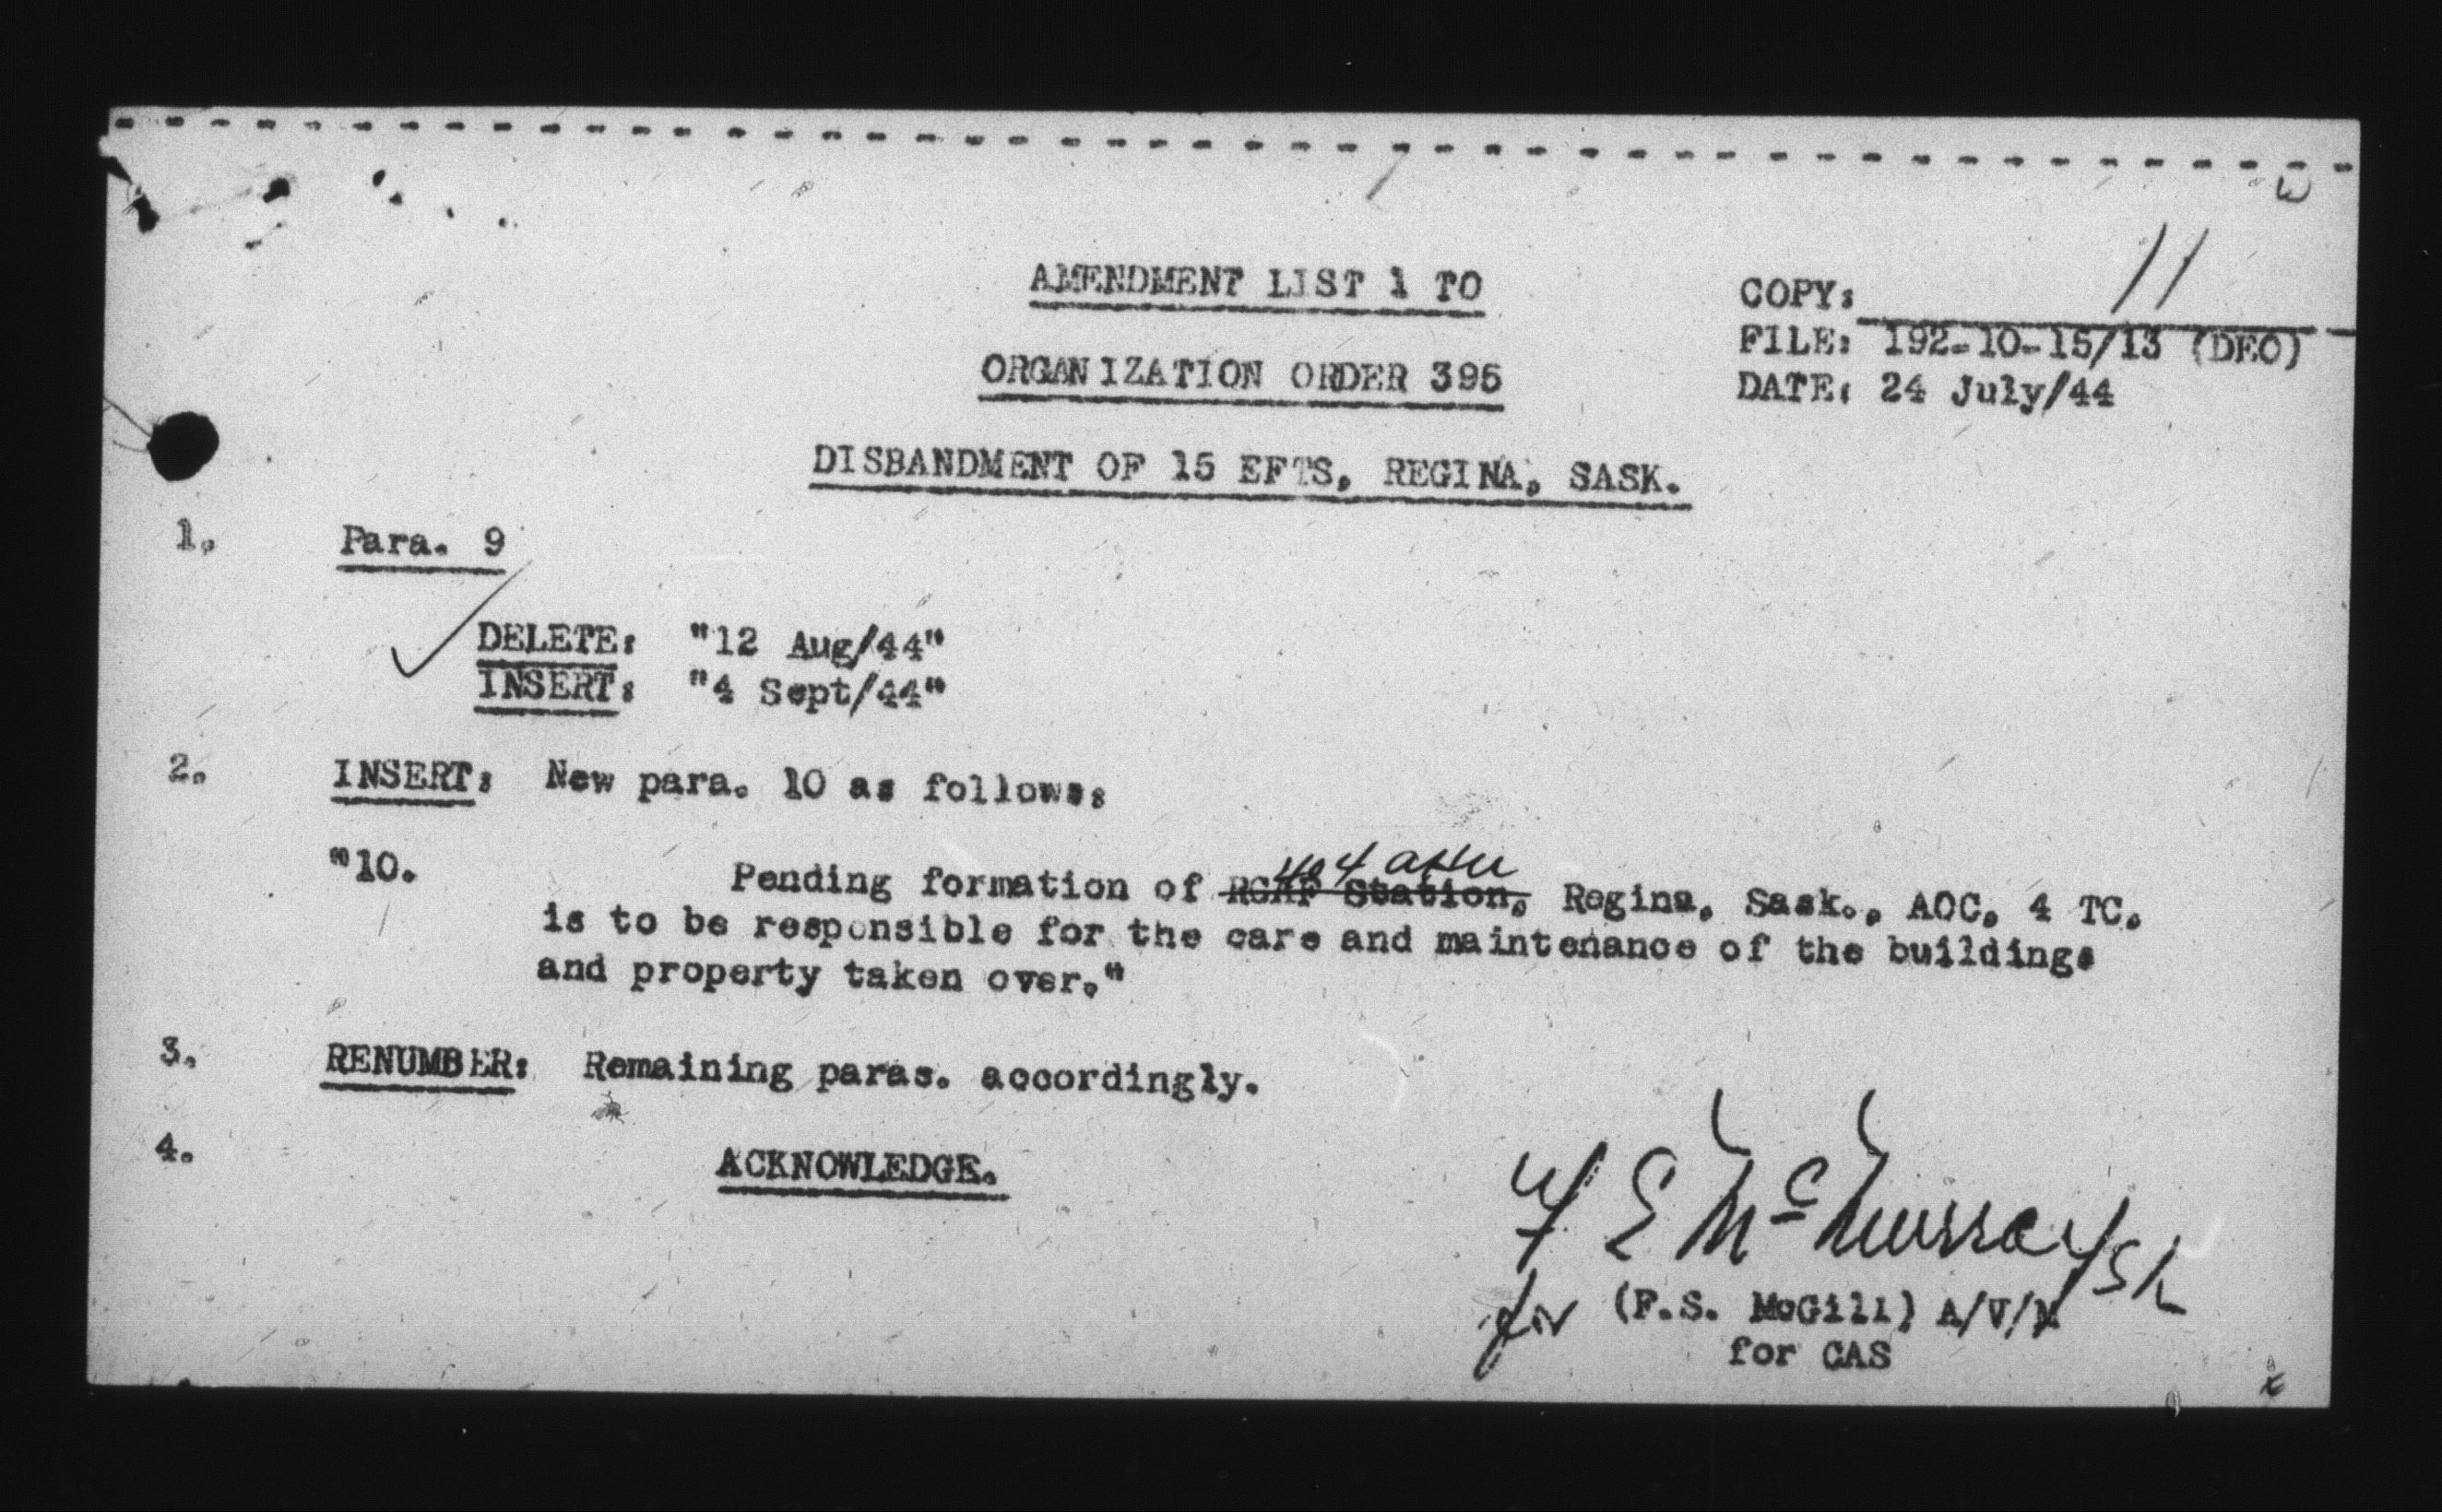 AMENDMENT LIST 1 TO
COPY: 11
FILE: 192-10-15/13 (DEO)
DATE: 24 July/44
ORGANIZATION ORDER 395
DISBANDMENT OF 15 EFTS, REGINA, SASK.
1. Para. 9
DELETE: "12 Aug/44"
INSERT: "4 Sept/44"
2. INSERT: New para. 10 as follows:
404
"10. Pending formation of RCAF Station, Regina, Sask., AOC, 4 TC.
is to be responsible for the care and maintenance of the buildings
and property taken over."
3. RENUMBER: Remaining paras. accordingly.
4. ACKNOWLEDGE.
McMurray S/L
for (F.S. McGill) A/V/M
for CAS